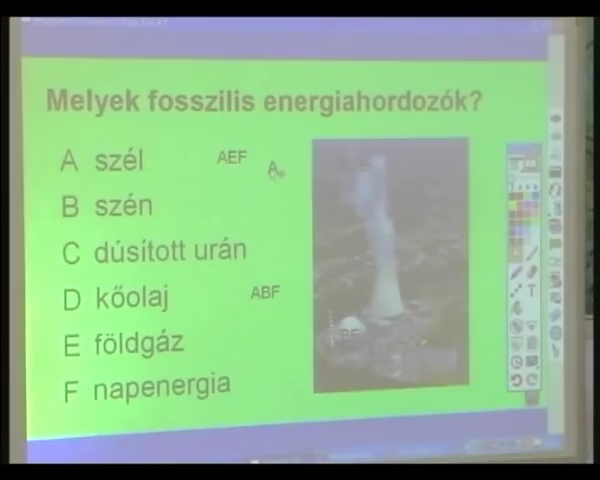 Melyek fosszilis energiahordozók?
A szél
AEF
A
B szén
C dúsított urán
D kőolaj
ABF
E földgáz
F napenergia